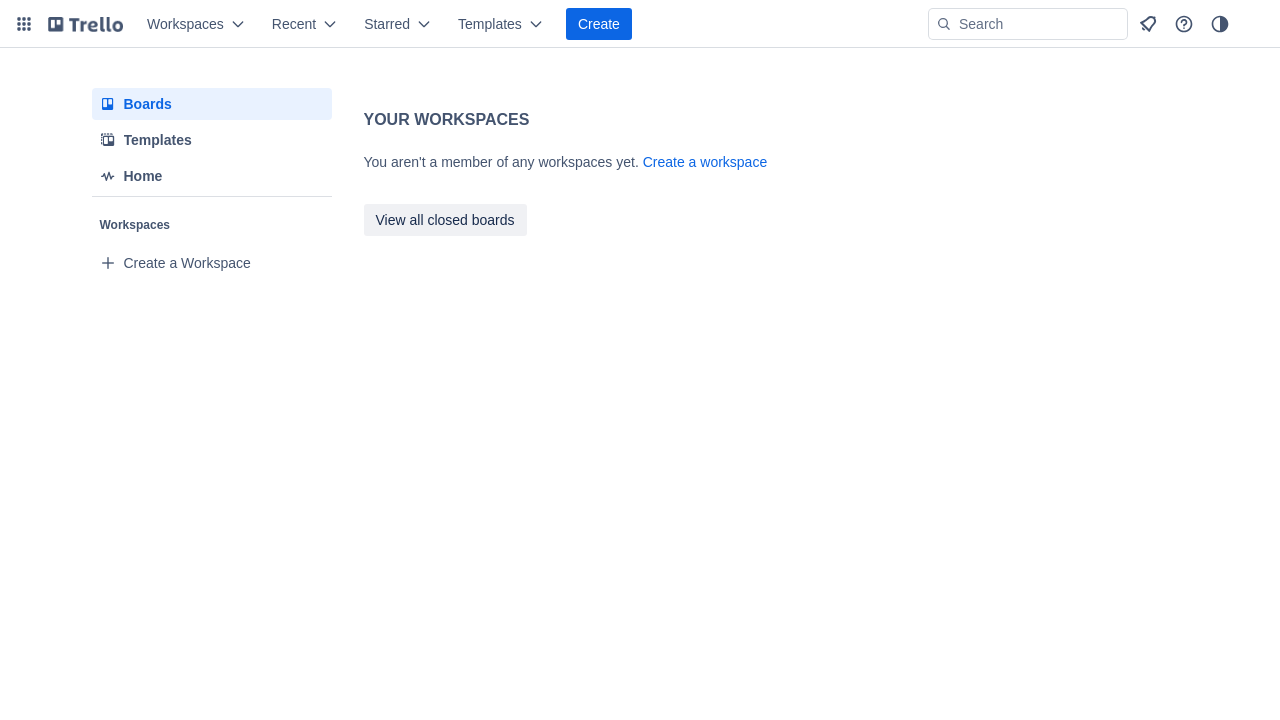 Trello Workspaces Recent Starred Templates Create Search
Boards
Templates
Home
Workspaces
Create a Workspace
YOUR WORKSPACES
You aren't a member of any workspaces yet. Create a workspace
View all closed boards